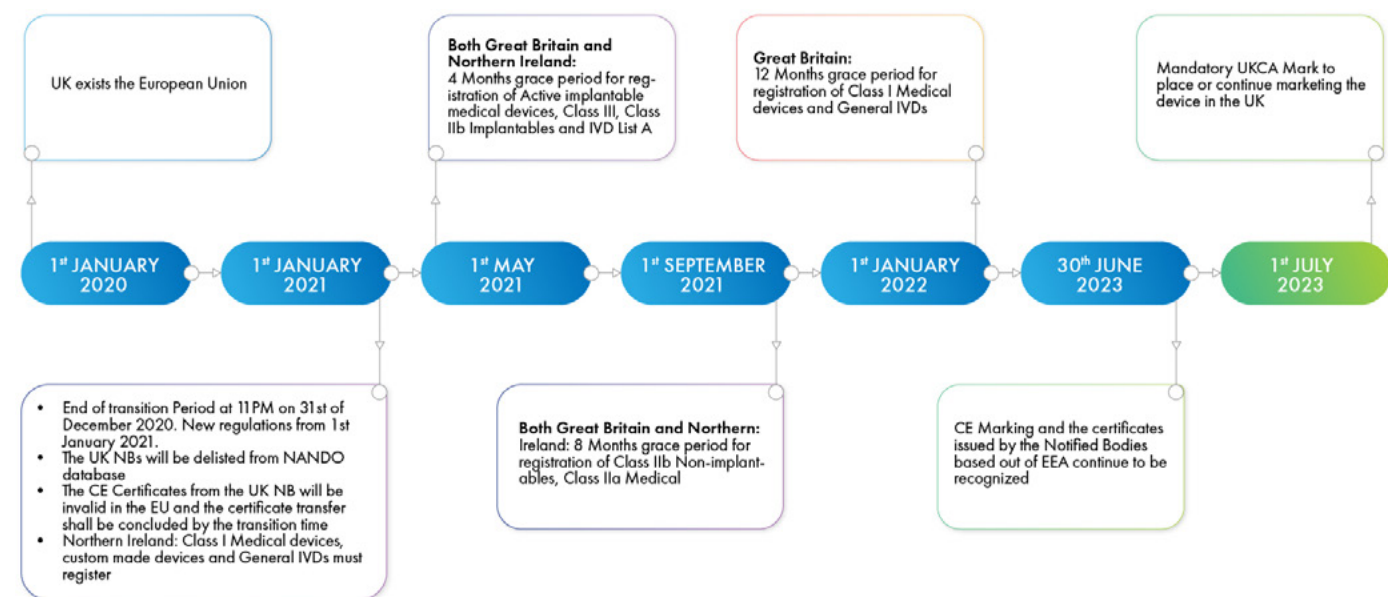 UK exists the European Union
Both Great Britain and
Northern Ireland:
4 Months grace period for reg-
istration of Active implantable
medical devices, Class III, Class
IIb Implantables and IVD List A
Great Britain:
12 Months grace period for
registration of Class I Medical
devices and General IVDs
Mandatory UKCA Mark to
place or continue marketing the
device in the UK
1st JANUARY
2020
1st JANUARY
2021
1st MAY
2021
1st SEPTEMBER
2021
1st JANUARY
2022
30th JUNE
2023
1st JULY
2023
• End of transition Period at 11PM on 31st of
December 2020. New regulations from 1st
January 2021.
• The UK NBs will be delisted from NANDO
database
• The CE Certificates from the UK NB will be
invalid in the EU and the certificate transfer
shall be concluded by the transition time
• Northern Ireland: Class I Medical devices,
custom made devices and General IVDs must
register
Both Great Britain and Northern:
Ireland: 8 Months grace period for
registration of Class IIb Non-implant-
ables, Class IIa Medical
CE Marking and the certificates
issued by the Notified Bodies
based out of EEA continue to be
recognized